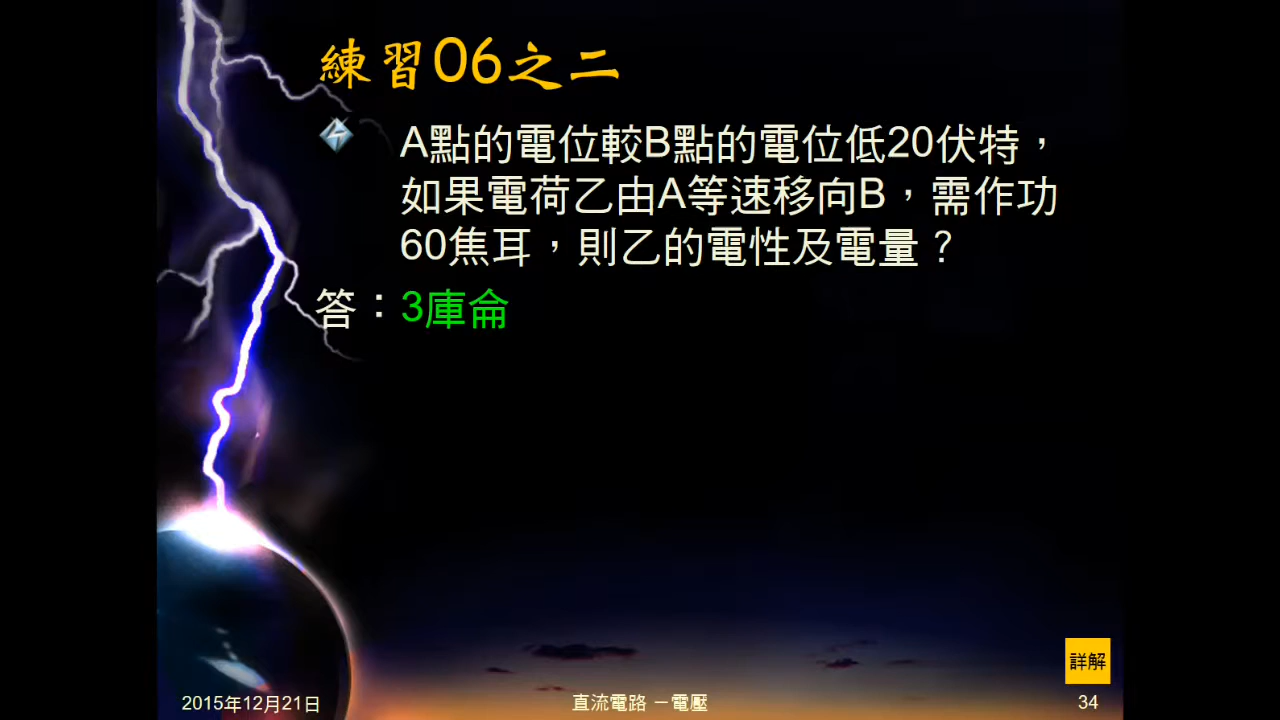 練習06之二
A點的電位較B點的電位低20伏特，
如果電荷乙由A等速移向B，需作功
60焦耳，則乙的電性及電量？
答：3庫侖
詳解
2015年12月21日
直流電路 － 電壓
34